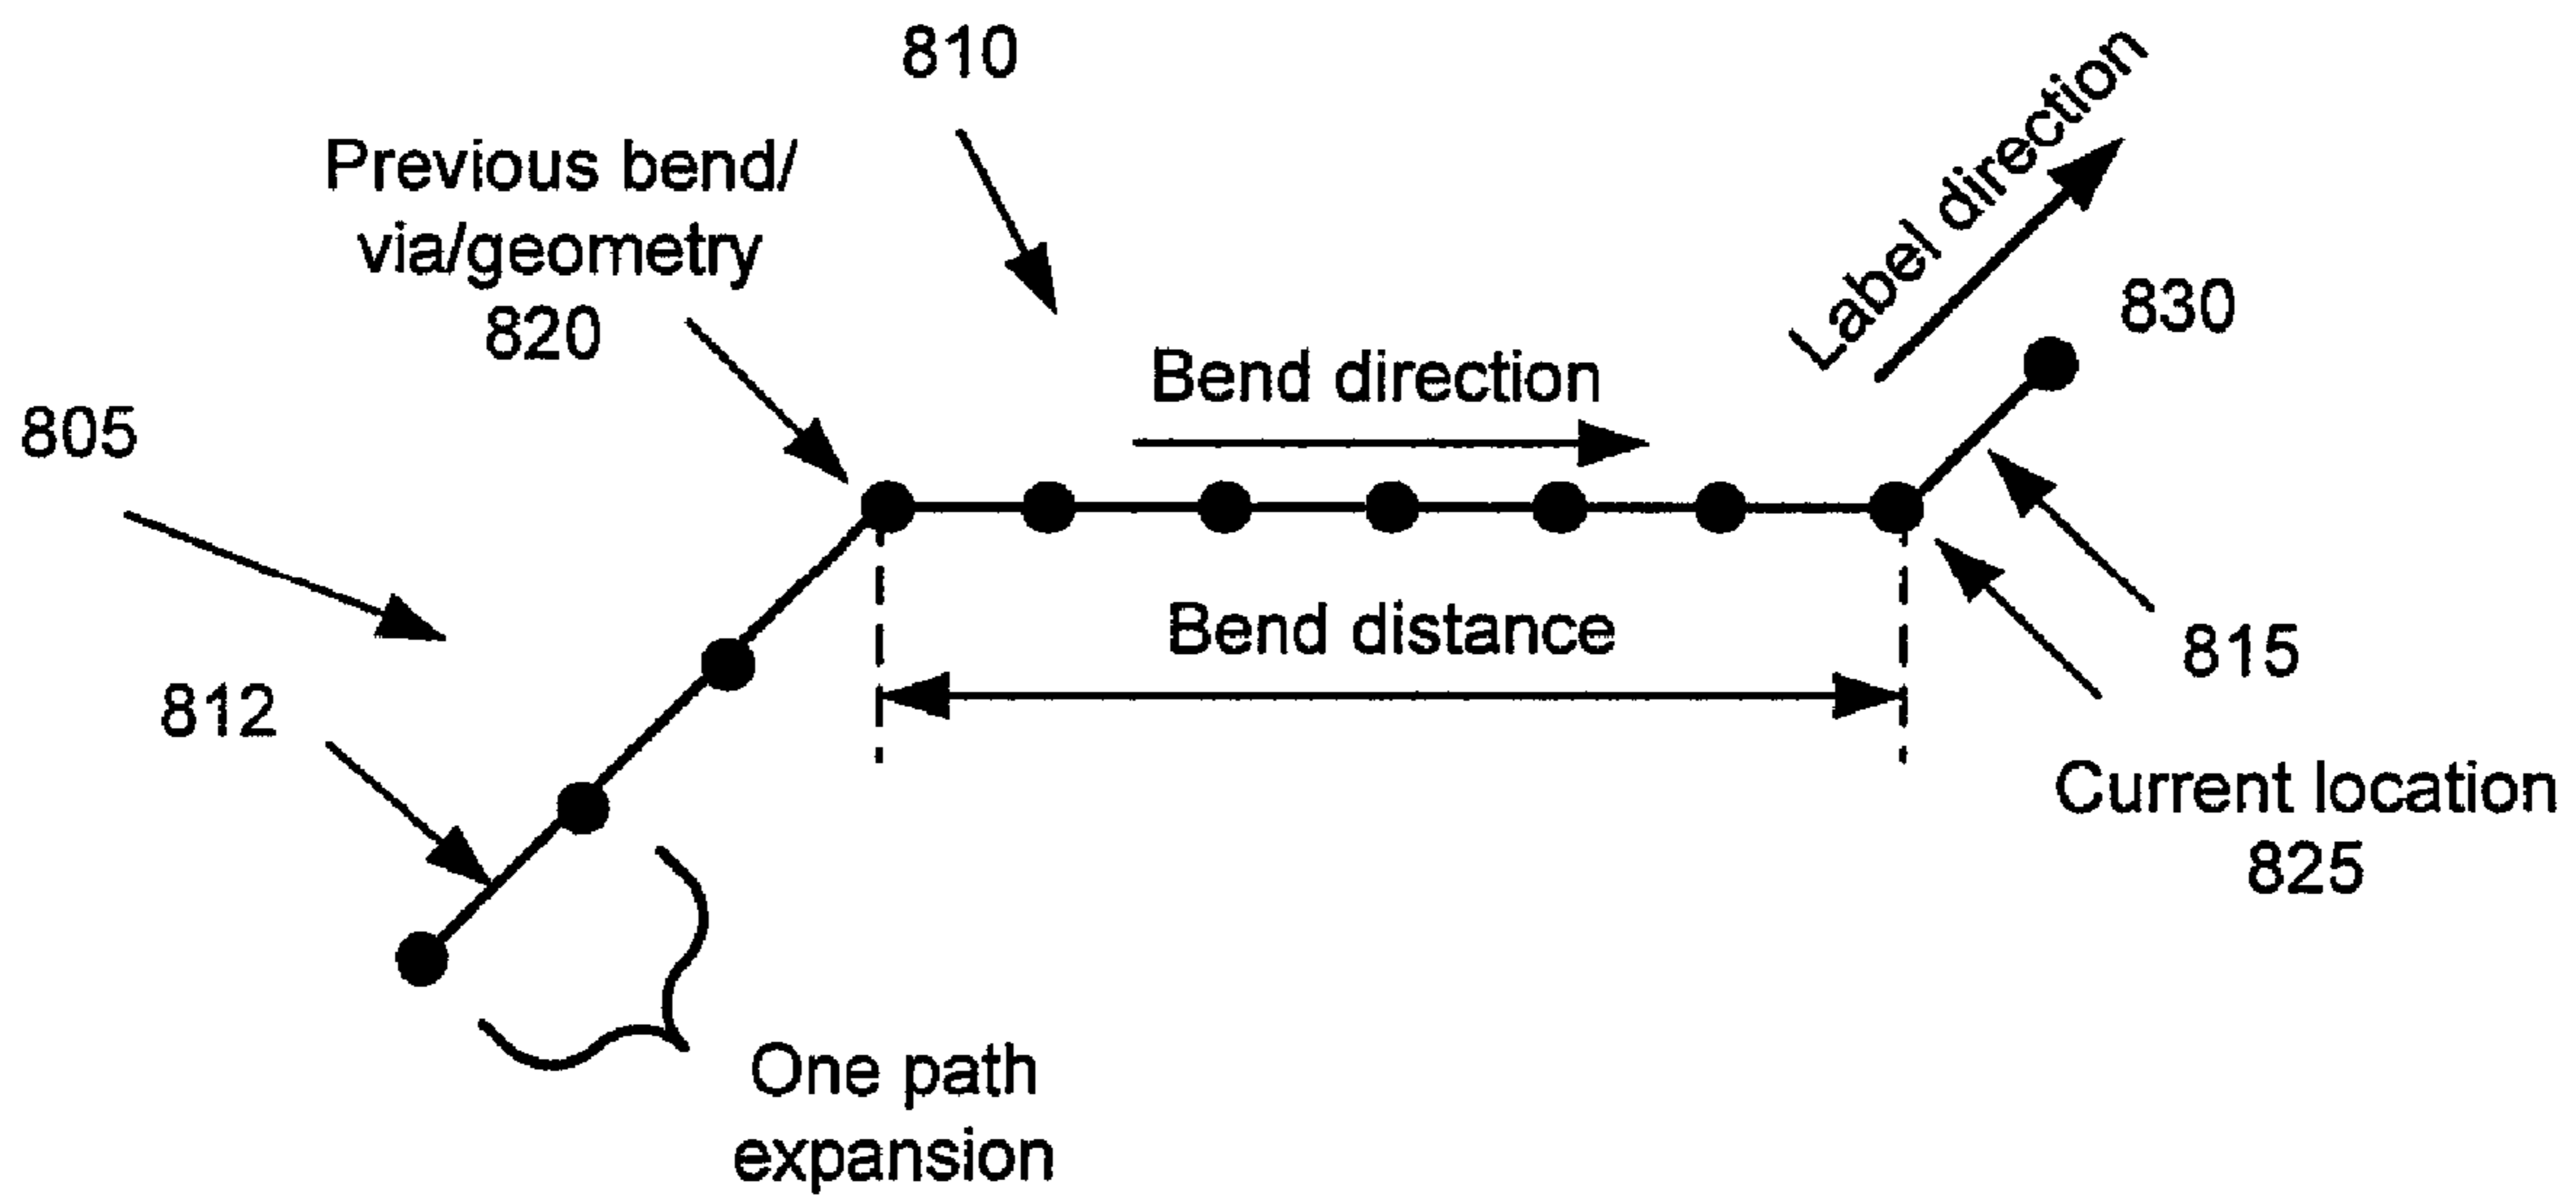 810
Previous bend/
via/geometry
820
Label direction
830
Bend direction
805
Bend distance
815
812
Current location
825
One path
expansion